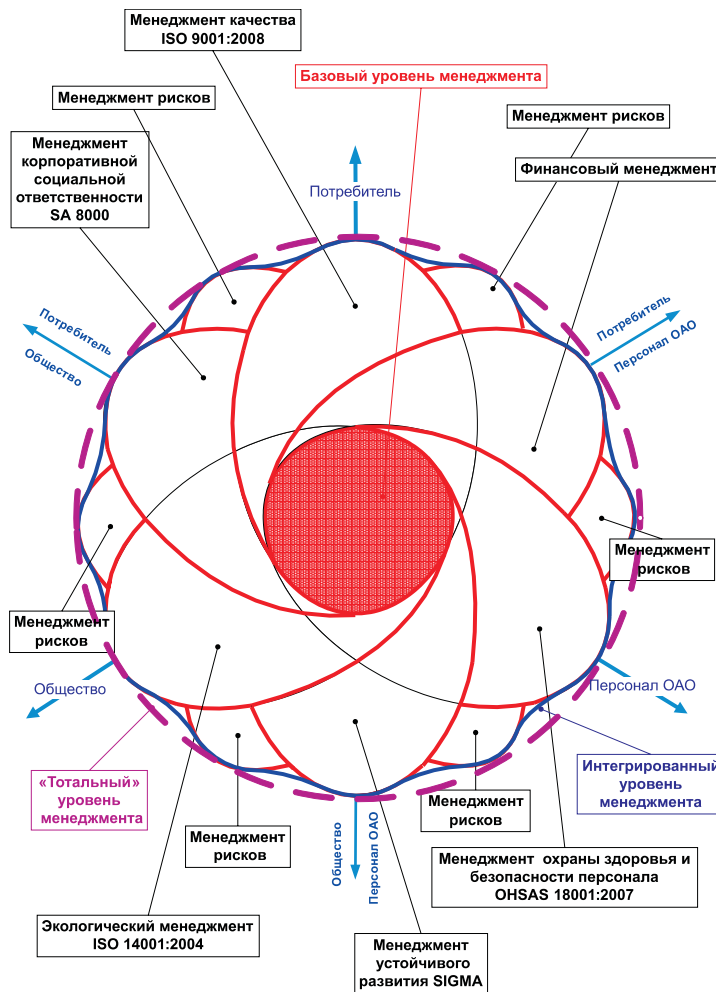 Менеджмент качества
ISO 9001:2008
Базовый уровень менеджмента
Менеджмент рисков
Менеджмент рисков
Менеджмент
корпоративной
социальной
ответственности
SA 8000
Финансовый менеджмент
Потребитель
Потребитель
Общество
Потребитель
Персонал ОАО
Менеджмент
рисков
Менеджмент
рисков
Общество
Персонал ОАО
«Тотальный»
уровень
менеджмента
Интегрированный
уровень
менеджмента
Менеджмент
рисков
Менеджмент
рисков
Общество
Персонал ОАО
Менеджмент охраны здоровья и
безопасности персонала
OHSAS 18001:2007
Экологический менеджмент
ISO 14001:2004
Менеджмент
устойчивого
развития SIGMA